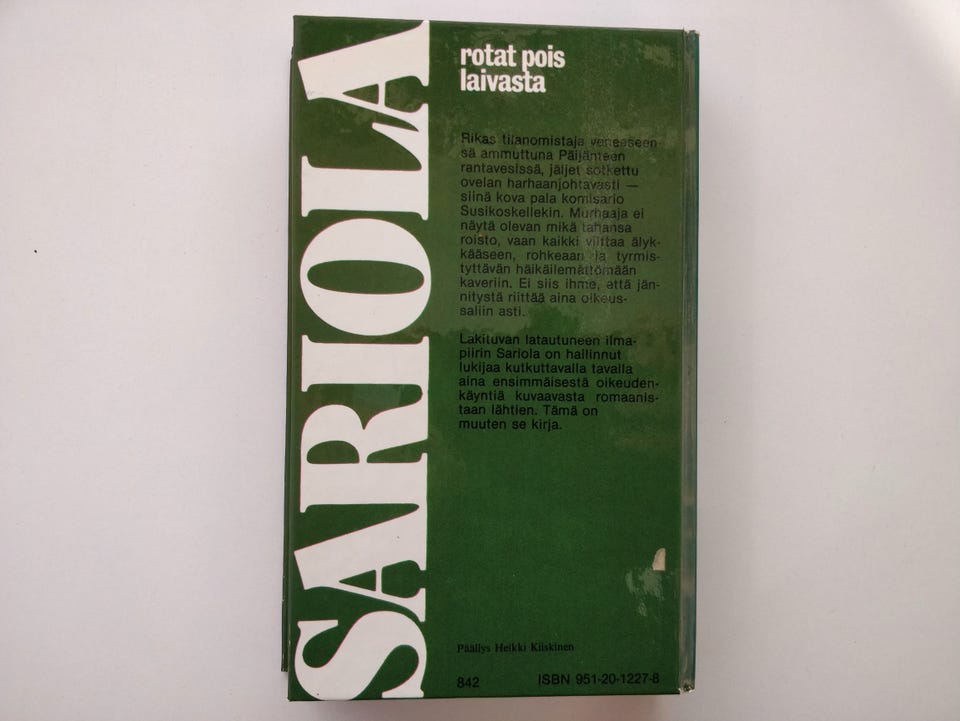 SARIOLA
rotat pois
laivasta
Rikas tilanomistaja veneeseen-
sä ammuttuna Päijänteen
rantavesissä, jäljet sotkettu
ovelan harhaanjohtavasti —
siinä kova pala komisario
Susikoskellekin. Murhaaja ei
näytä olevan mikä tahansa
roisto, vaan kaikki viittaa älyk-
kääseen, rohkeaan ja tyrmis-
tyttävän häikäilemättömään
kaveriin. Ei siis ihme, että jän-
nitystä riittää aina oikeus-
saliin asti.
Lakituvan latautuneen ilma-
piirin Sariola on hallinnut
lukijaa kutkuttavalla tavalla
aina ensimmäisestä oikeuden-
käyntiä kuvaavasta romaanis-
taan lähtien. Tämä on
muuten se kirja.
Päällys Heikki Kiiskinen
842 ISBN 951-20-1227-8